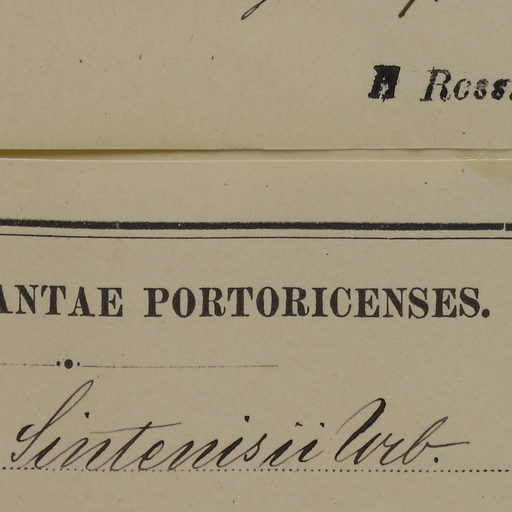 Ross.
ANTAE PORTORICENSES.
Sintenisii Urb.